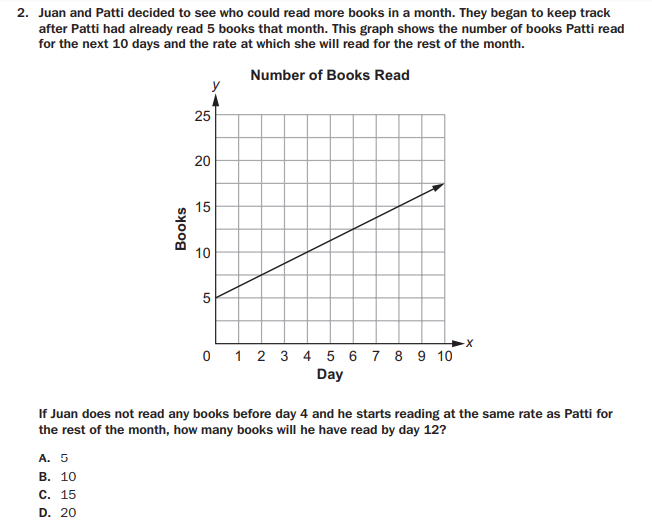 2. Juan and Patti decided to see who could read more books in a month. They began to keep track
after Patti had already read 5 books that month. This graph shows the number of books Patti read
for the next 10 days and the rate at which she will read for the rest of the month.
Number of Books Read
y
25
20
15
10
5
Books
0 1 2 3 4 5 6 7 8 9 10
x
Day
If Juan does not read any books before day 4 and he starts reading at the same rate as Patti for
the rest of the month, how many books will he have read by day 12?
A. 5
B. 10
C. 15
D. 20